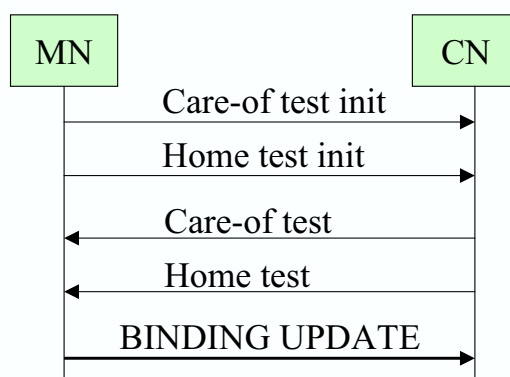 MN
CN
Care-of test init
Home test init
Care-of test
Home test
BINDING UPDATE